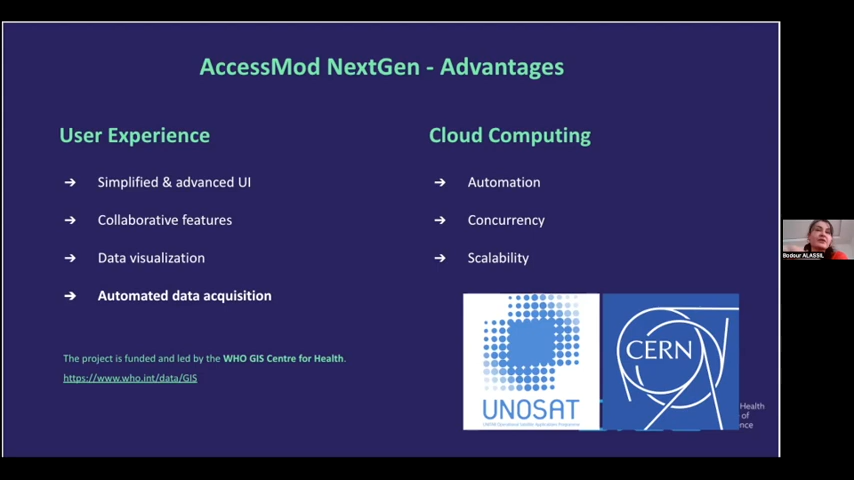 AccessMod NextGen - Advantages
User Experience
➔ Simplified & advanced UI
➔ Collaborative features
➔ Data visualization
➔ Automated data acquisition
The project is funded and led by the WHO GIS Centre for Health.
https://www.who.int/data/GIS
Cloud Computing
➔ Automation
➔ Concurrency
➔ Scalability
UNOSAT
CERN
Health
of
nce
Bodour ALASSIL